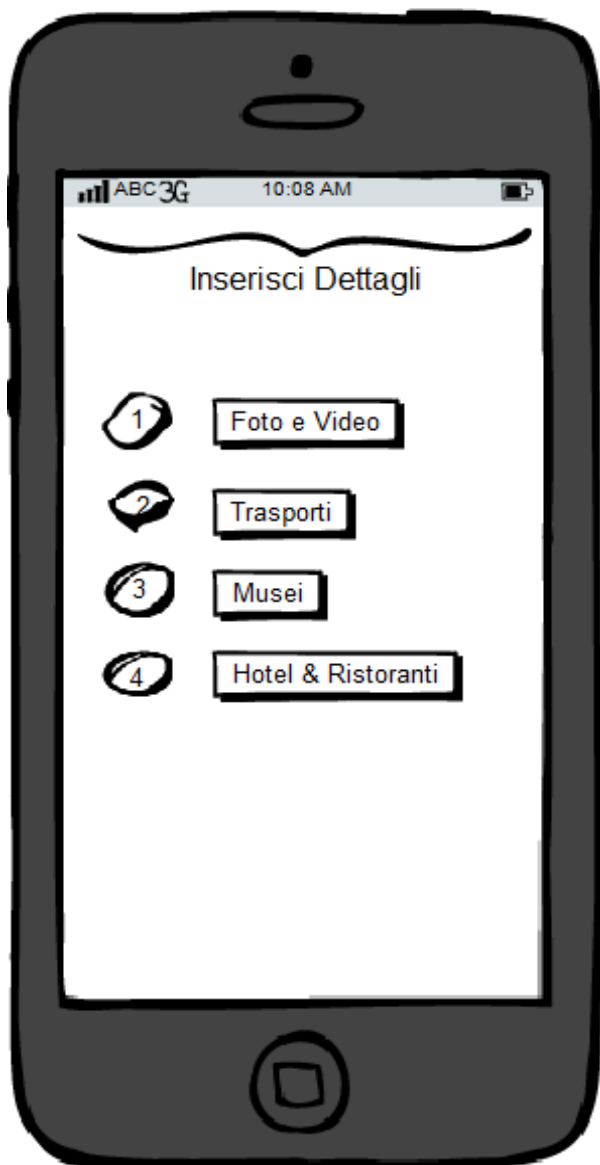 ABC 3G 10:08 AM
Inserisci Dettagli
1 Foto e Video
2 Trasporti
3 Musei
4 Hotel & Ristoranti